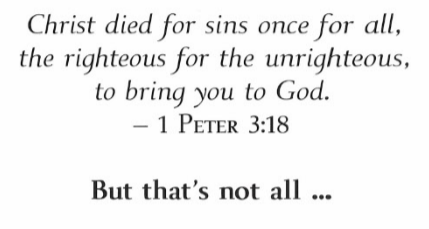 Christ died for sins once for all,
the righteous for the unrighteous,
to bring you to God.
– 1 PETER 3:18
But that's not all ...